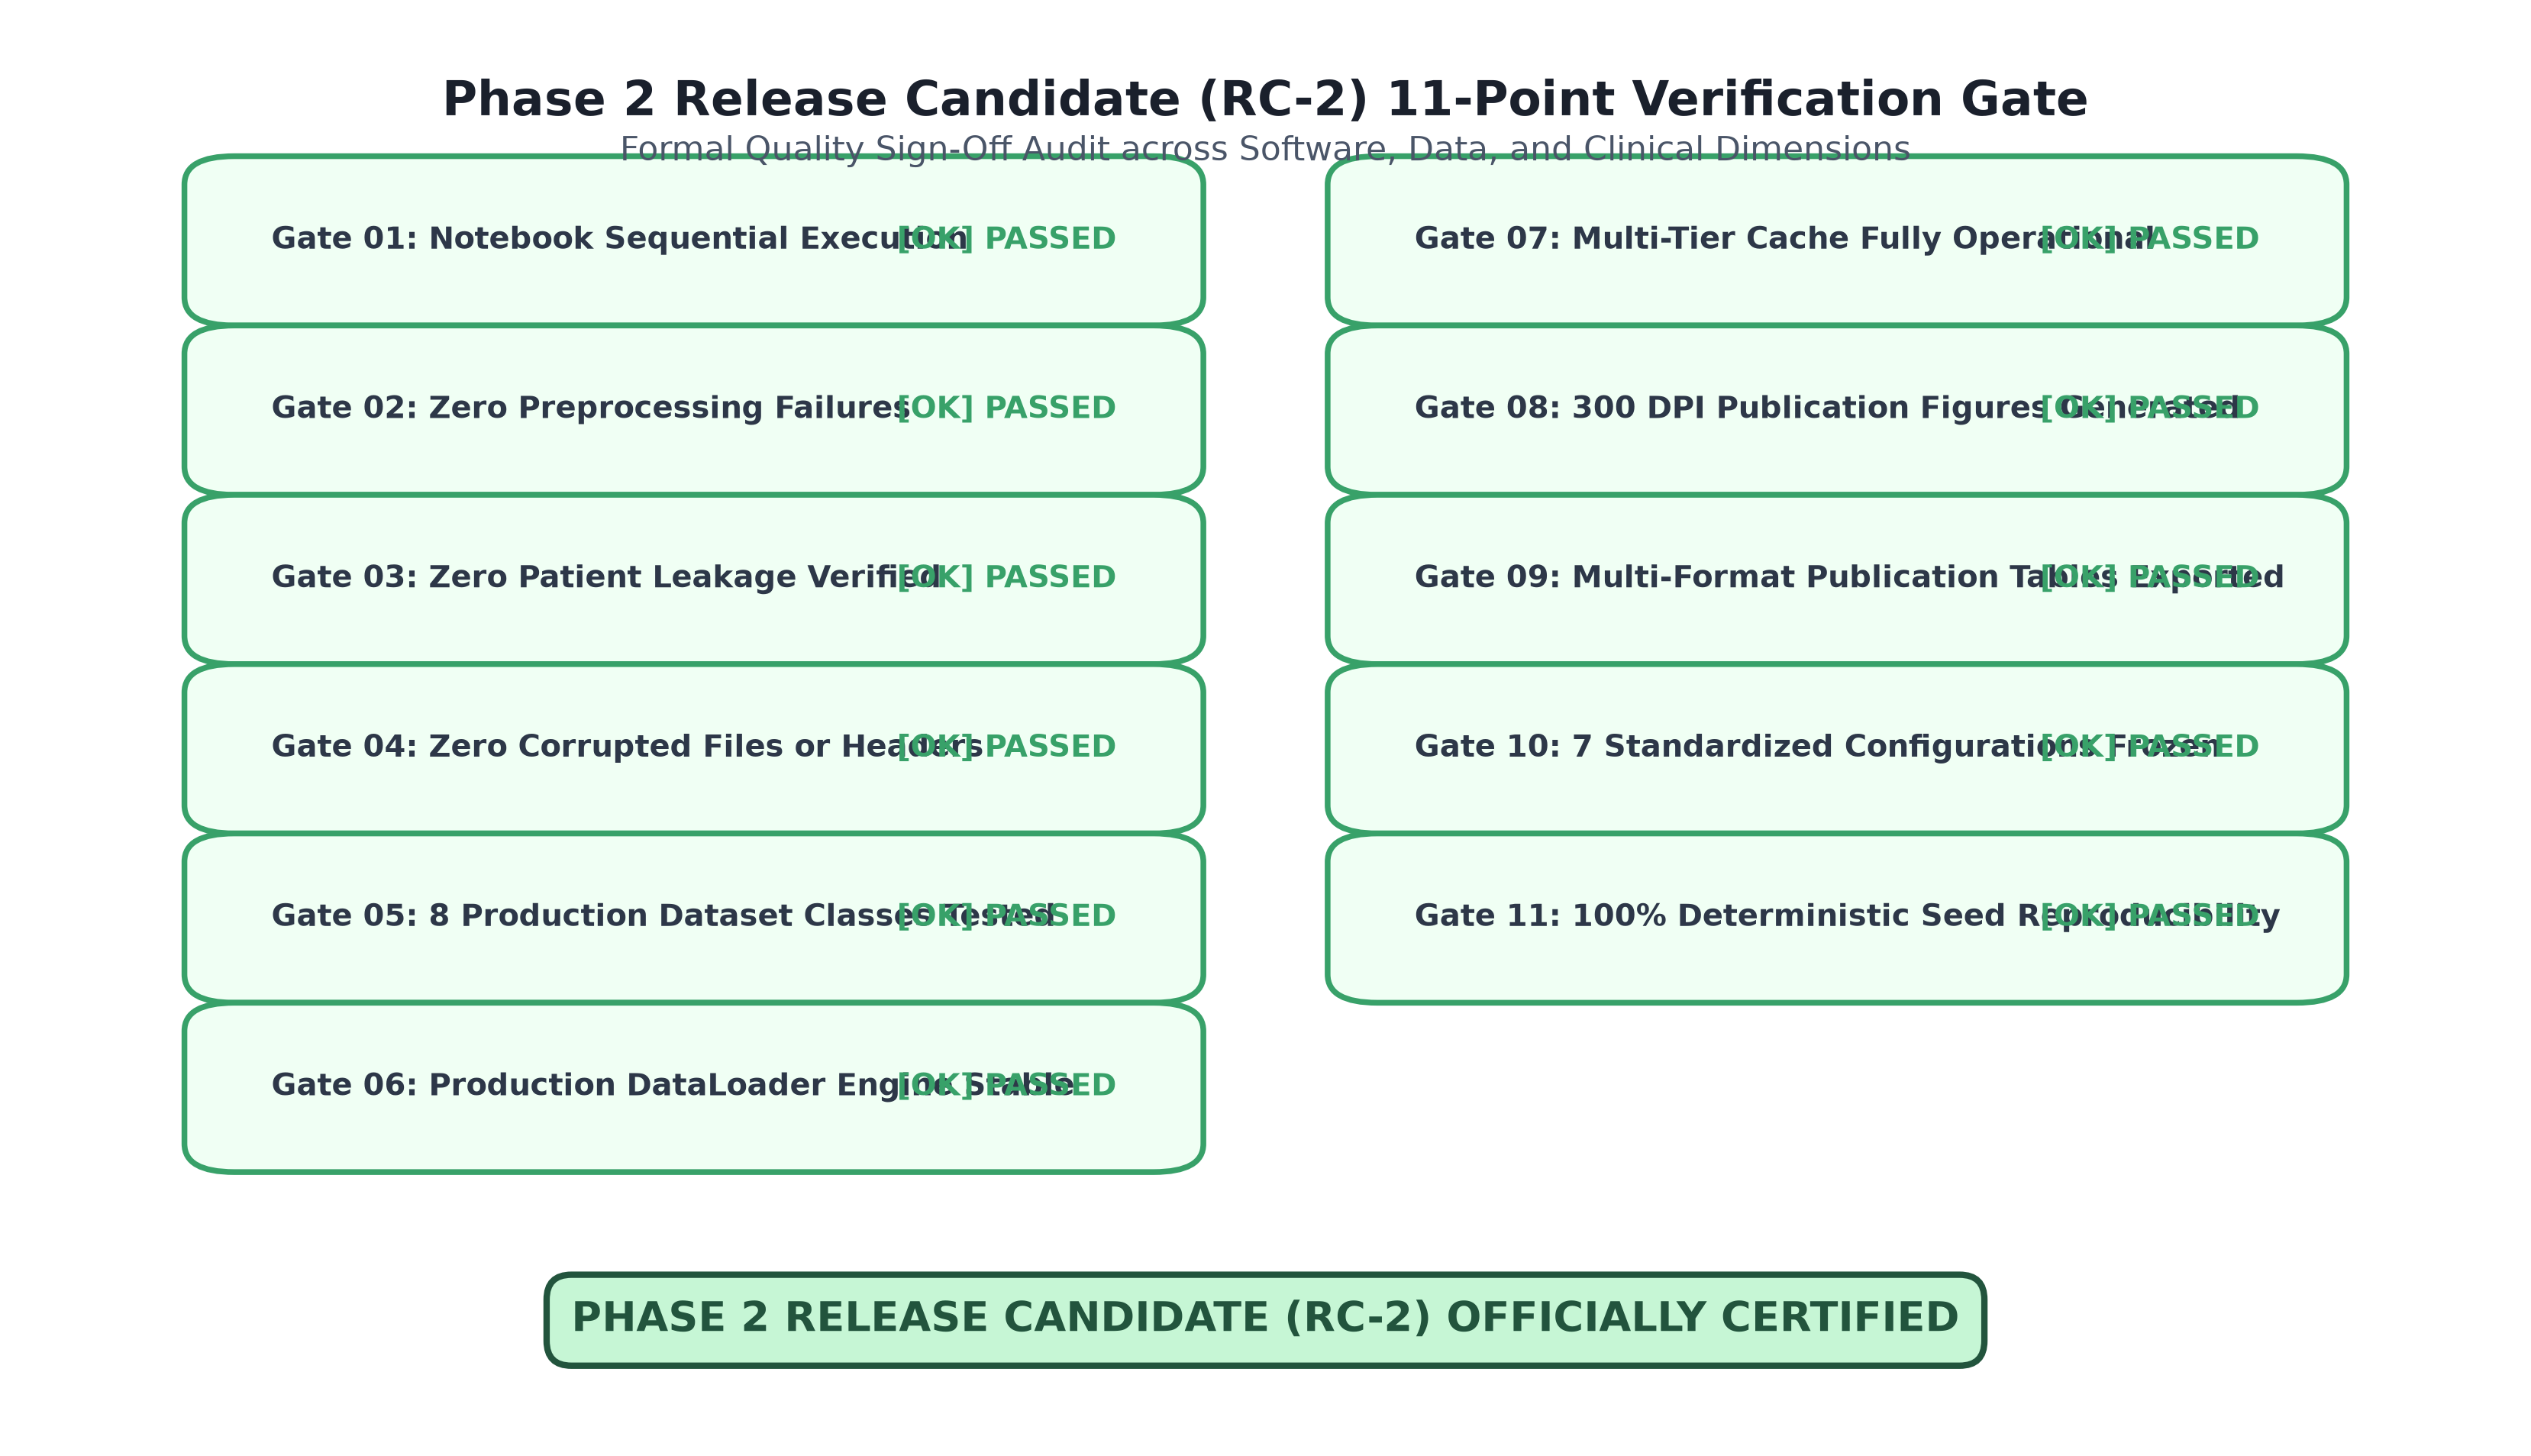 Phase 2 Release Candidate (RC-2) 11-Point Verification Gate
Formal Quality Sign-Off Audit across Software, Data, and Clinical Dimensions
Gate 01: Notebook Sequential Execution [OK] PASSED
Gate 02: Zero Preprocessing Failures [OK] PASSED
Gate 03: Zero Patient Leakage Verified [OK] PASSED
Gate 04: Zero Corrupted Files or Headers [OK] PASSED
Gate 05: 8 Production Dataset Classes Tested [OK] PASSED
Gate 06: Production DataLoader Engine Stable [OK] PASSED
Gate 07: Multi-Tier Cache Fully Operational [OK] PASSED
Gate 08: 300 DPI Publication Figures Generated [OK] PASSED
Gate 09: Multi-Format Publication Tables Exported [OK] PASSED
Gate 10: 7 Standardized Configurations Frozen [OK] PASSED
Gate 11: 100% Deterministic Seed Reproducibility [OK] PASSED
PHASE 2 RELEASE CANDIDATE (RC-2) OFFICIALLY CERTIFIED